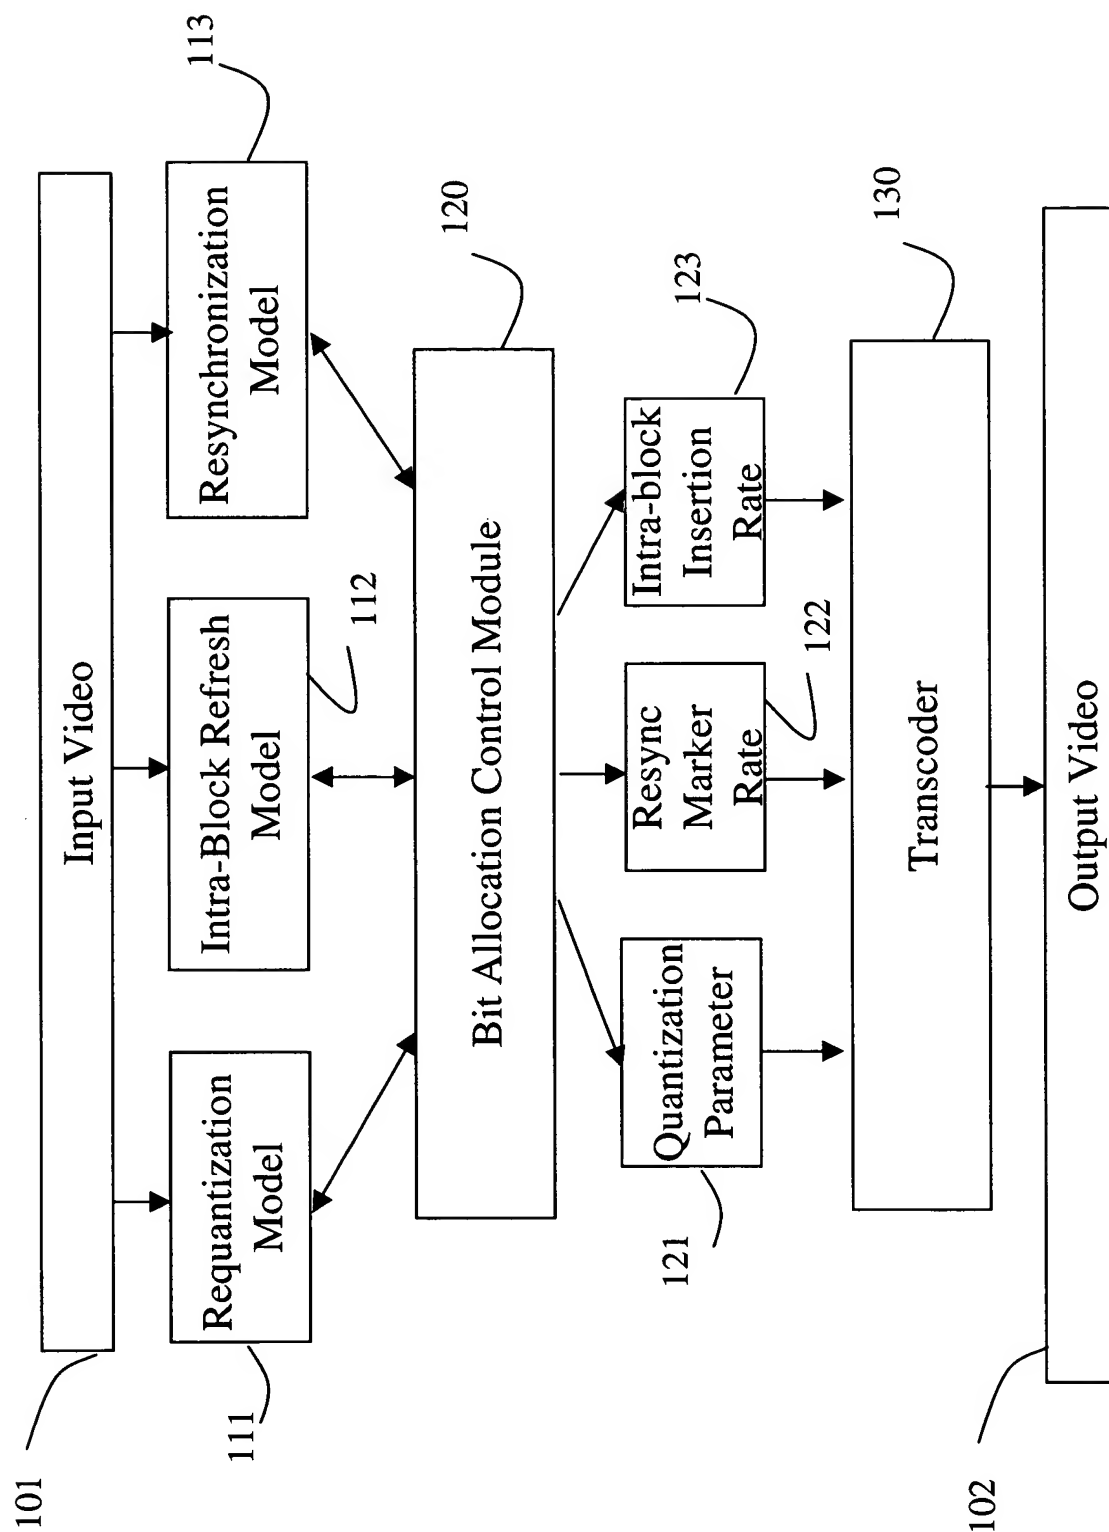 101
Input Video
Requantization
Model
111
Intra-Block Refresh
Model
112
Resynchronization
Model
113
Bit Allocation Control Module
120
121
Quantization
Parameter
Resync
Marker
Rate
122
Intra-block
Insertion
Rate
123
Transcoder
130
102
Output Video